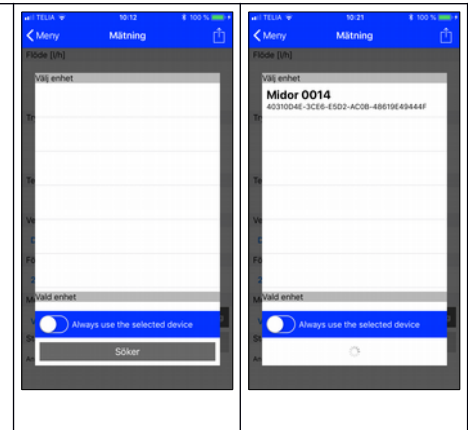 TELIA 10:12 100 %
Meny Mätning
Flöde [l/h]
Välj enhet
Vald enhet
Always use the selected device
Söker
TELIA 10:21 100 %
Meny Mätning
Flöde [l/h]
Välj enhet
Midor 0014
40310D4E-3CE6-E5D2-AC0B-48619E49444F
Vald enhet
Always use the selected device